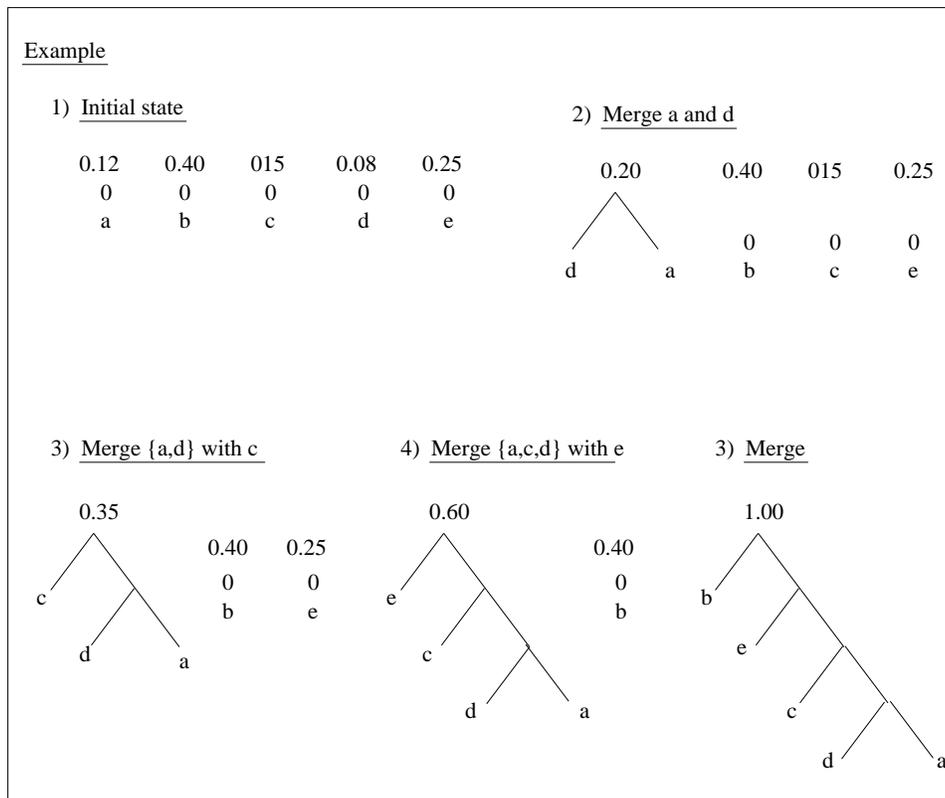 Example
1) Initial state
0.12 0.40 015 0.08 0.25
0 0 0 0 0
a b c d e
2) Merge a and d
0.20 0.40 015 0.25
0 0 0
d a b c e
3) Merge {a,d} with c
0.35
0.40 0.25
0 0
c
b e
d a
4) Merge {a,c,d} with e
0.60
0.40
0
e
b
c
d a
3) Merge
1.00
b
e
c
d a